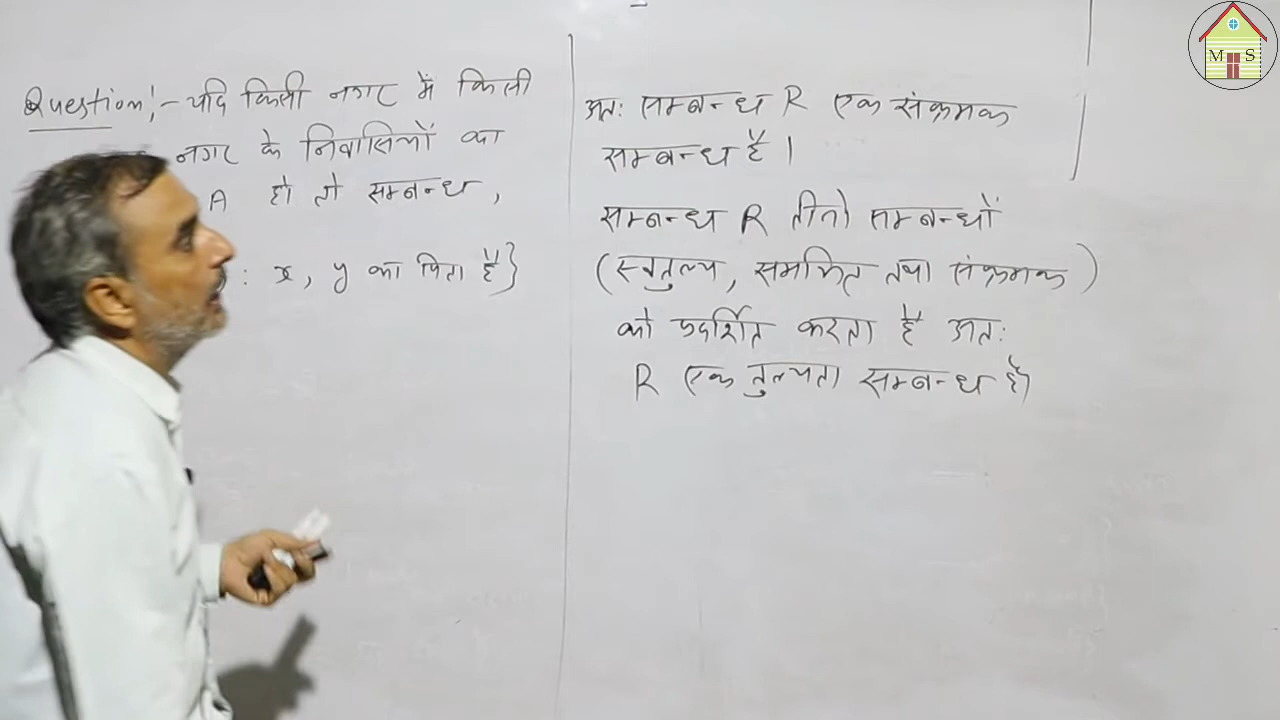 Question:- यदि किसी नगर में किसी
नगर के निवासियों का
A हो तो सम्बन्ध,
: x, y का पिता है}
अत: सम्बन्ध R एक संक्रमक
सम्बन्ध है।
सम्बन्ध R तीनो सम्बन्धों
(स्वतुल्य, सममित तथा संक्रमक)
को प्रदर्शित करता है अत:
R एक तुल्यता सम्बन्ध है।
M S